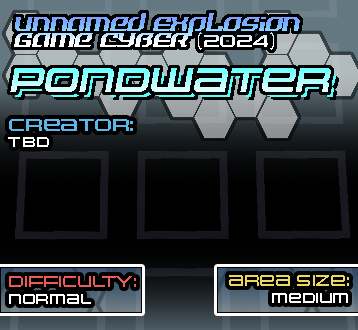 Unnamed Explosion
Game Cyber (2024)
Pondwater
Creator:
TBD
Difficulty:
Normal
Area Size:
Medium